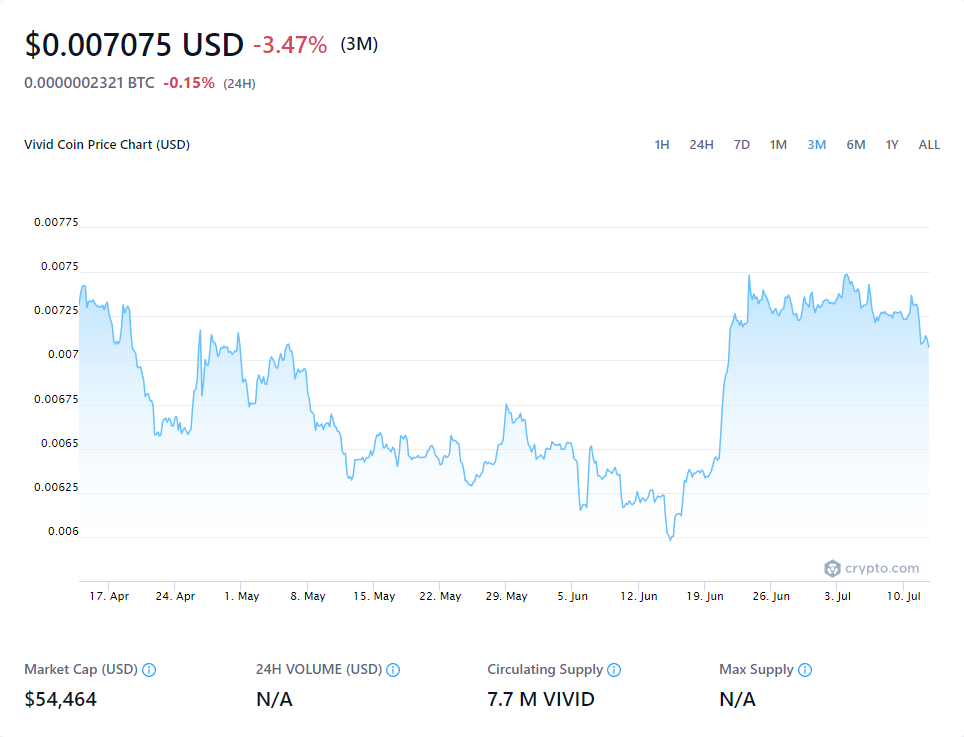 $0.007075 USD -3.47% (3M)
0.0000002321 BTC -0.15% (24H)
Vivid Coin Price Chart (USD) 1H 24H 7D 1M 3M 6M 1Y ALL
0.00775
0.0075
0.00725
0.007
0.00675
0.0065
0.00625
0.006
crypto.com
17. Apr 24. Apr 1. May 8. May 15. May 22. May 29. May 5. Jun 12. Jun 19. Jun 26. Jun 3. Jul 10. Jul
Market Cap (USD) 24H VOLUME (USD) Circulating Supply Max Supply
$54,464 N/A 7.7 M VIVID N/A